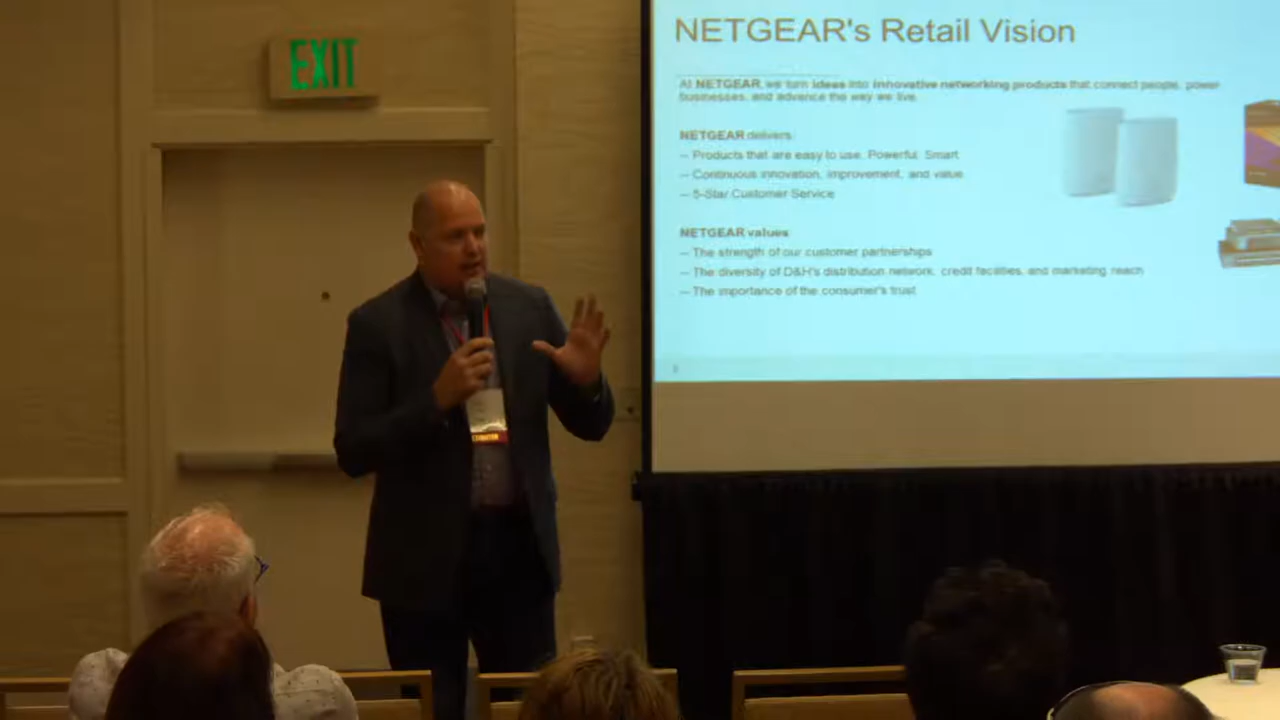 EXIT
NETGEAR's Retail Vision
At NETGEAR, we turn ideas into innovative networking products that connect people, power
businesses, and advance the way we live.
NETGEAR delivers:
– Products that are easy to use. Powerful. Smart
– Continuous innovation, improvement, and value
– 5-Star Customer Service
NETGEAR values
– The strength of our customer partnerships
– The diversity of D&H's distribution network, credit facilities, and marketing reach
– The importance of the consumer's trust